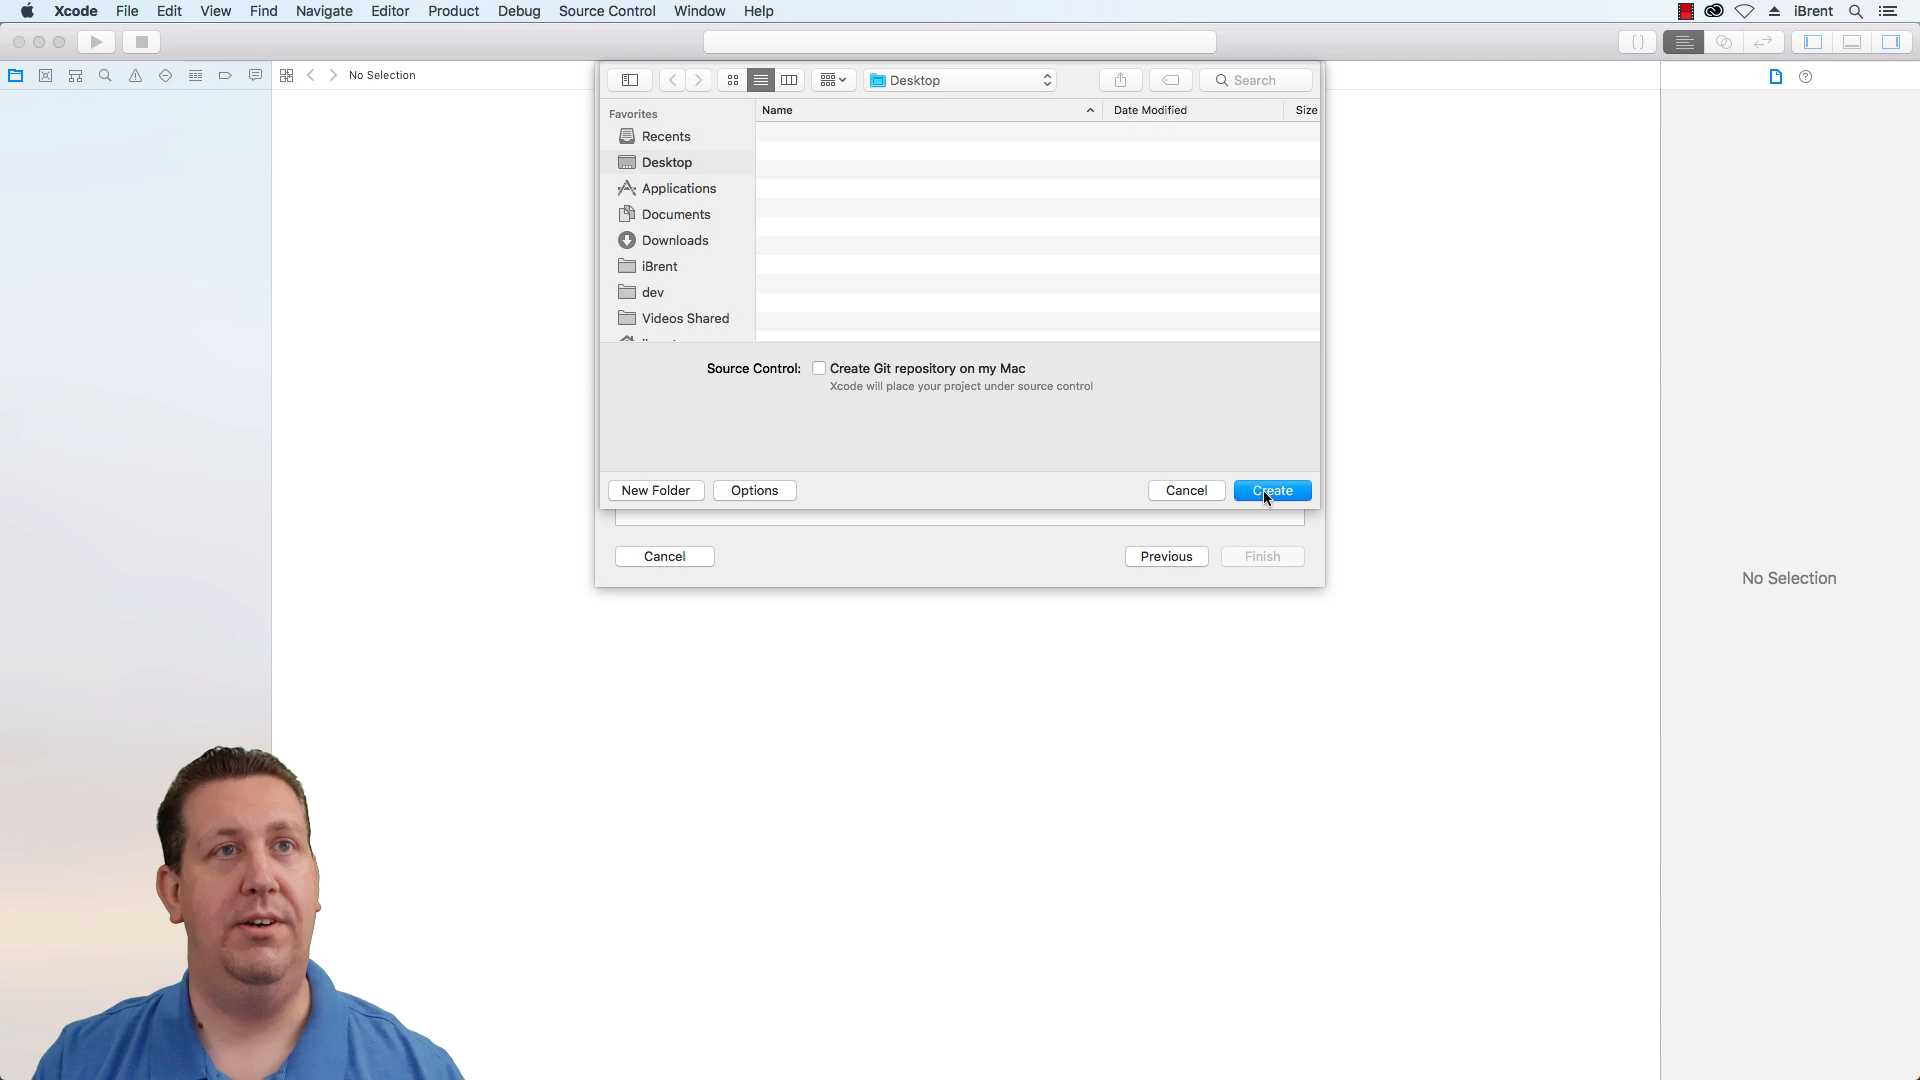 Xcode File Edit View Find Navigate Editor Product Debug Source Control Window Help iBrent
No Selection
Desktop
Search
Favorites
Name Date Modified Size
Recents
Desktop
Applications
Documents
Downloads
iBrent
dev
Videos Shared
Source Control: Create Git repository on my Mac
Xcode will place your project under source control
New Folder Options Cancel Create
Cancel Previous Finish
No Selection